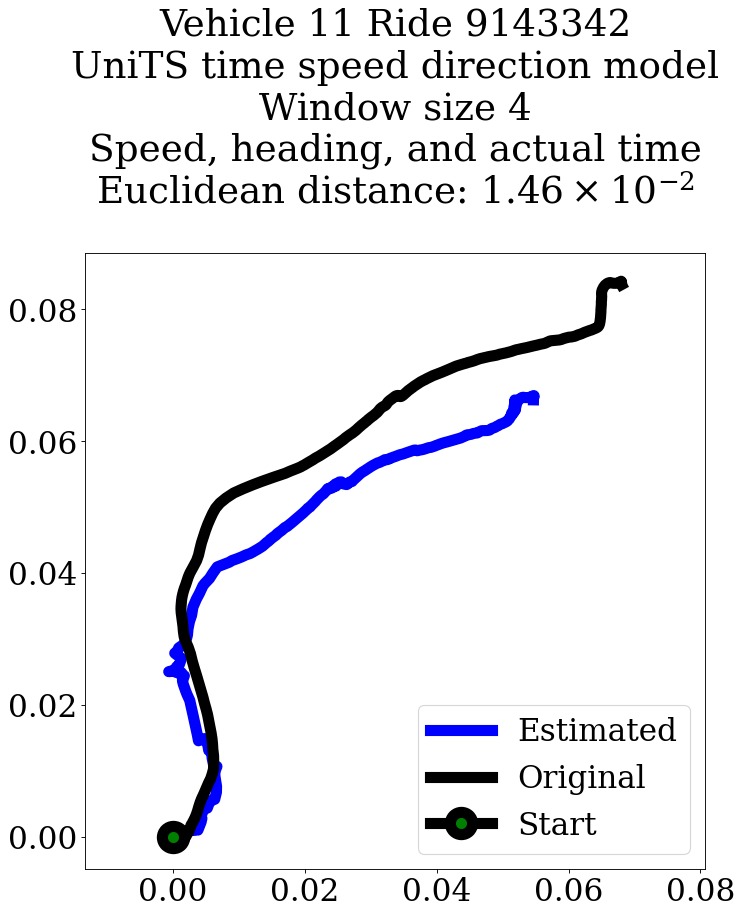 Vehicle 11 Ride 9143342
UniTS time speed direction model
Window size 4
Speed, heading, and actual time
Euclidean distance: 1.46 × 10⁻²
0.08
0.06
0.04
0.02
0.00
Estimated
Original
Start
0.00 0.02 0.04 0.06 0.08